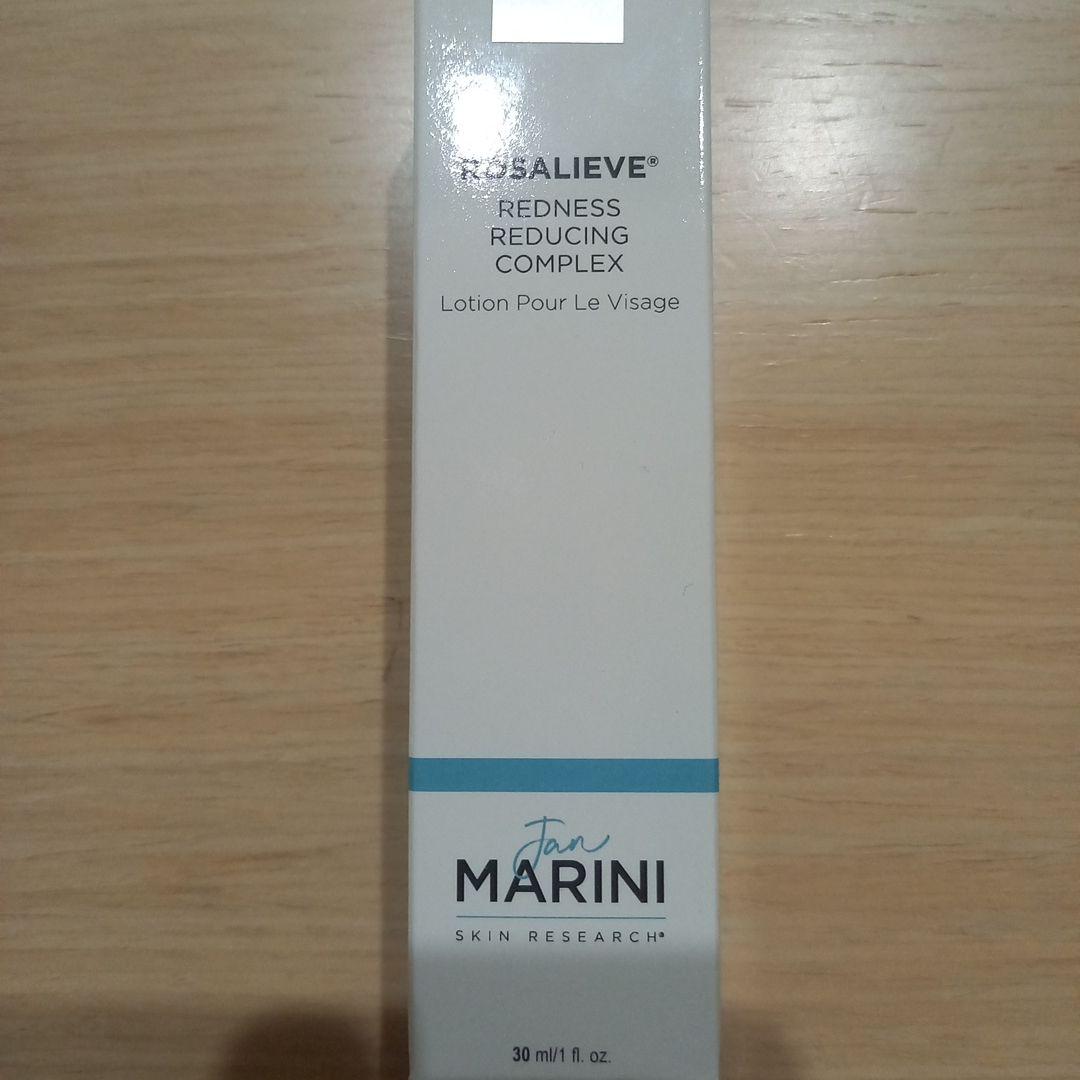 ROSALIEVE®
REDNESS
REDUCING
COMPLEX
Lotion Pour Le Visage
Jan
MARINI
SKIN RESEARCH®
30 ml/1 fl. oz.